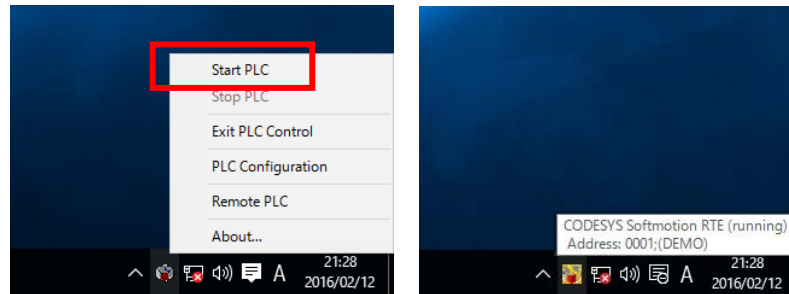 Start PLC
Stop PLC
Exit PLC Control
PLC Configuration
Remote PLC
About...
A
21:28
2016/02/12
CODESYS Softmotion RTE (running)
Address: 0001;(DEMO)
A
21:28
2016/02/12